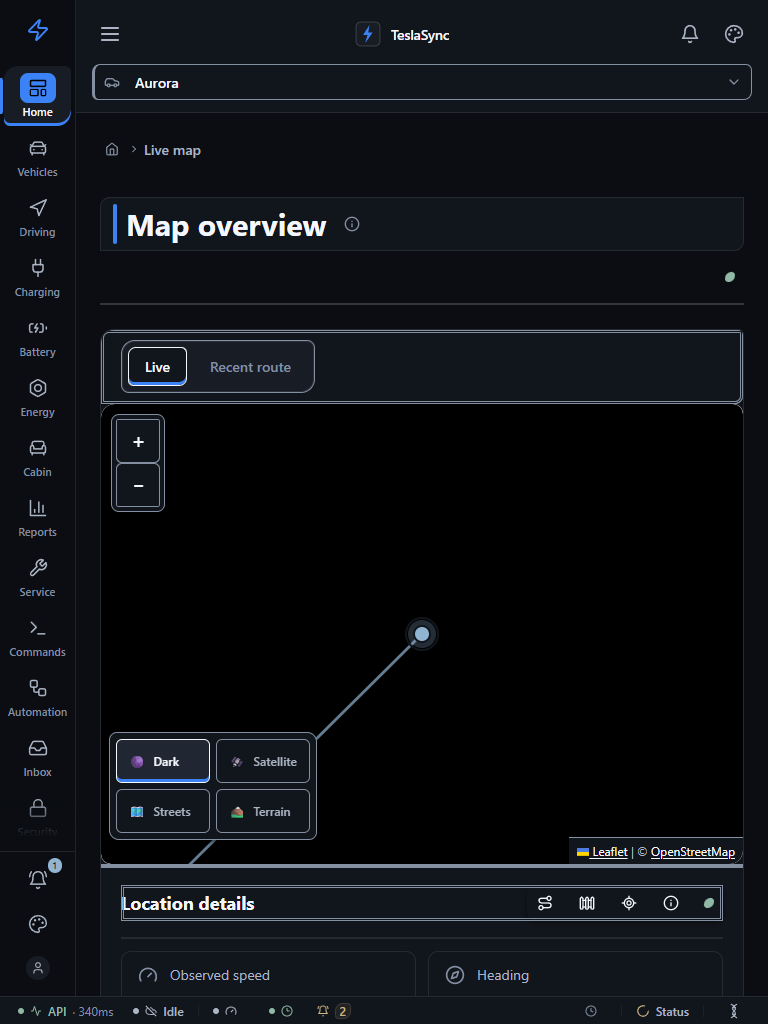 TeslaSync
Aurora
Home
Vehicles
Driving
Charging
Battery
Energy
Cabin
Reports
Service
Commands
Automation
Inbox
Security
1
Live map
Map overview
Live
Recent route
+
−
Dark
Satellite
Streets
Terrain
Leaflet | © OpenStreetMap
Location details
Observed speed
Heading
API · 340ms
Idle
2
Status